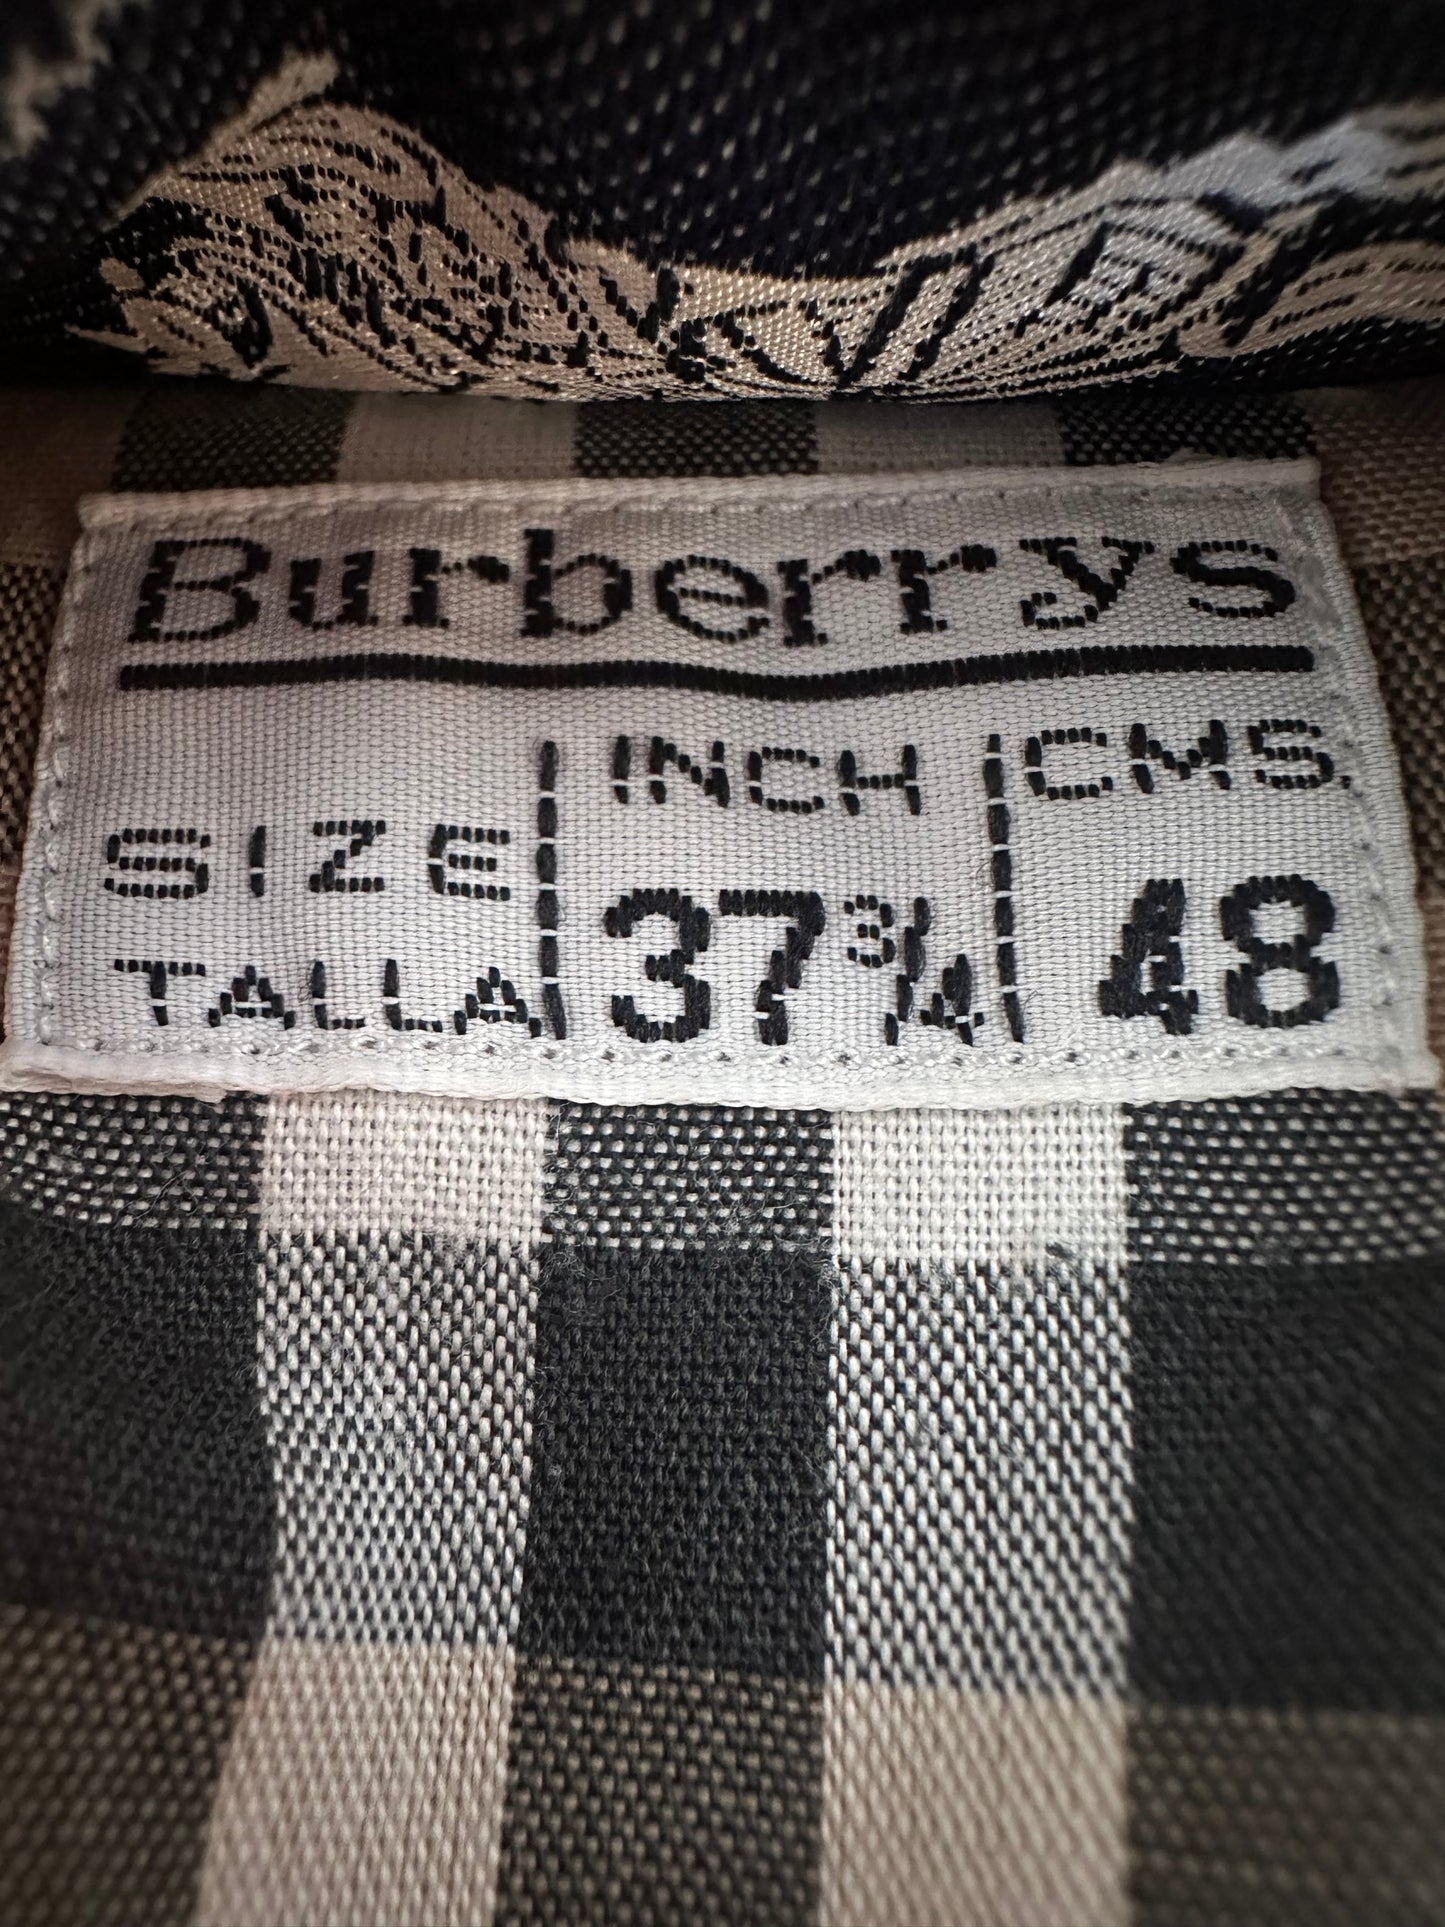 Burberrys
INCH CMS.
SIZE
TALLA 37¾ 48